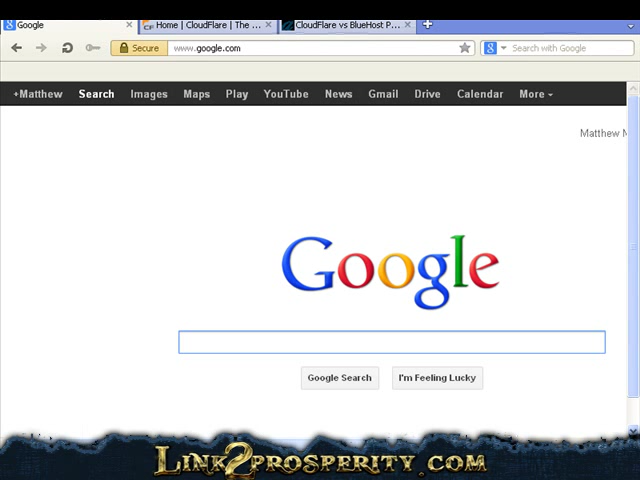 Google
Home | CloudFlare | The ...
CloudFlare vs BlueHost P...
Secure
www.google.com
Search with Google
+Matthew Search Images Maps Play YouTube News Gmail Drive Calendar More
Matthew M
Google
Google Search
I'm Feeling Lucky
Link2prosperity.com